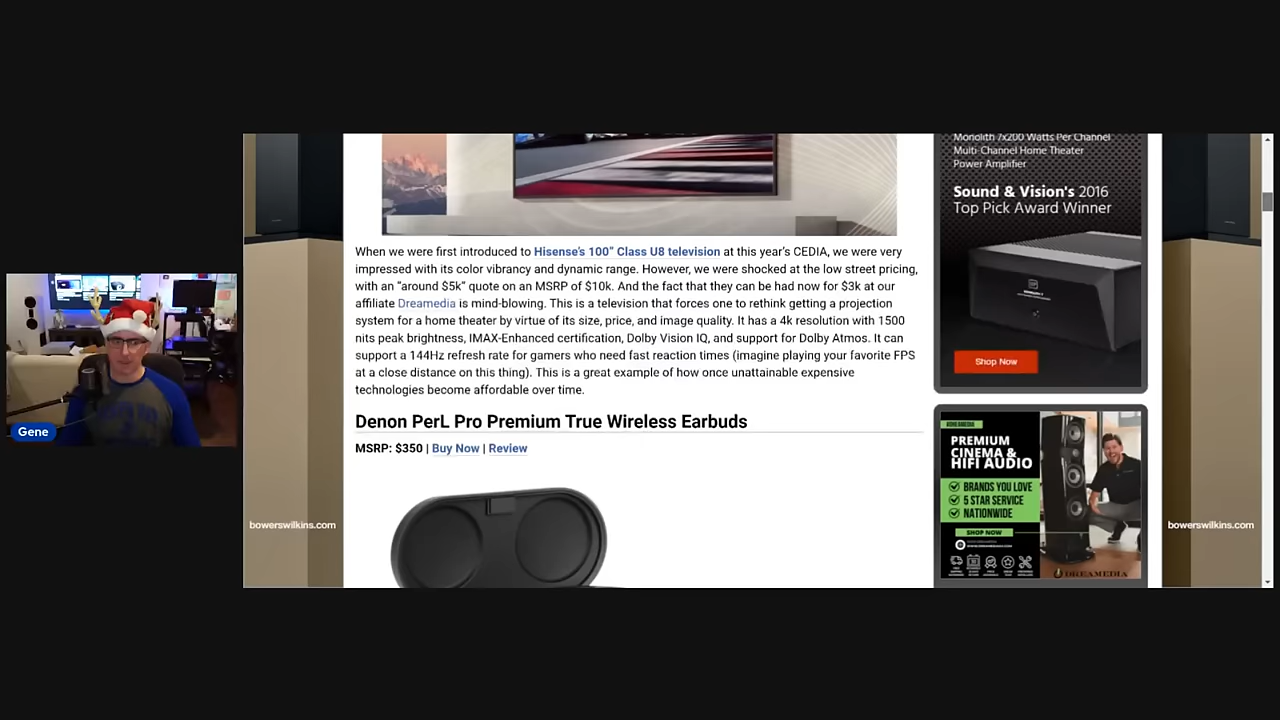 When we were first introduced to Hisense's 100” Class U8 television at this year's CEDIA, we were very
impressed with its color vibrancy and dynamic range. However, we were shocked at the low street pricing,
with an “around $5k” quote on an MSRP of $10k. And the fact that they can be had now for $3k at our
affiliate Dreamedia is mind-blowing. This is a television that forces one to rethink getting a projection
system for a home theater by virtue of its size, price, and image quality. It has a 4k resolution with 1500
nits peak brightness, IMAX-Enhanced certification, Dolby Vision IQ, and support for Dolby Atmos. It can
support a 144Hz refresh rate for gamers who need fast reaction times (imagine playing your favorite FPS
at a close distance on this thing). This is a great example of how once unattainable expensive
technologies become affordable over time.
Denon PerL Pro Premium True Wireless Earbuds
MSRP: $350 | Buy Now | Review
Monolith 7x200 Watts Per Channel
Multi-Channel Home Theater
Power Amplifier
Sound & Vision's 2016
Top Pick Award Winner
Shop Now
PREMIUM
CINEMA &
HIFI AUDIO
BRANDS YOU LOVE
5 STAR SERVICE
NATIONWIDE
SHOP NOW
DREAMEDIA
bowerswilkins.com
bowerswilkins.com
Gene